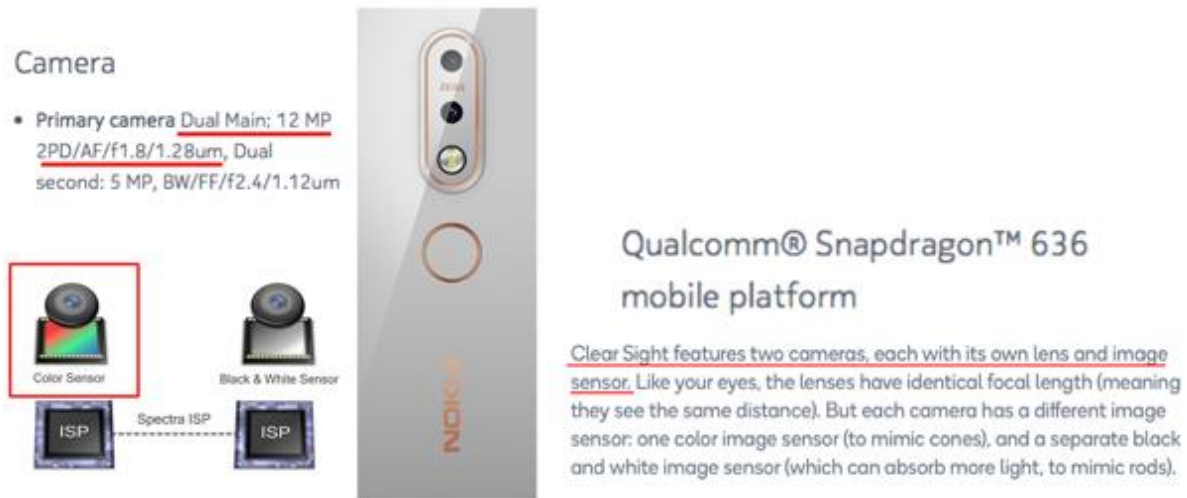 Camera
• Primary camera Dual Main: 12 MP
2PD/AF/f1.8/1.28um, Dual
second: 5 MP, BW/FF/f2.4/1.12um
Color Sensor
Black & White Sensor
ISP
Spectra ISP
ISP
ZEISS
NOKIA
Qualcomm® Snapdragon™ 636
mobile platform
Clear Sight features two cameras, each with its own lens and image
sensor. Like your eyes, the lenses have identical focal length (meaning
they see the same distance). But each camera has a different image
sensor: one color image sensor (to mimic cones), and a separate black
and white image sensor (which can absorb more light, to mimic rods).